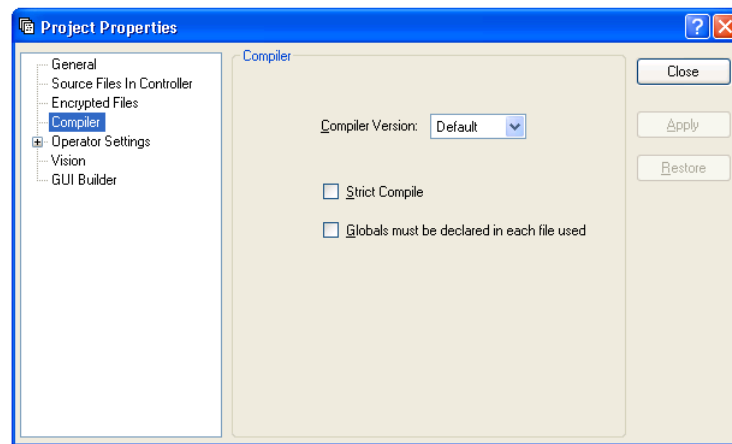 Project Properties
General
Source Files In Controller
Encrypted Files
Compiler
Operator Settings
Vision
GUI Builder
Compiler
Compiler Version: Default
Strict Compile
Globals must be declared in each file used
Close
Apply
Restore